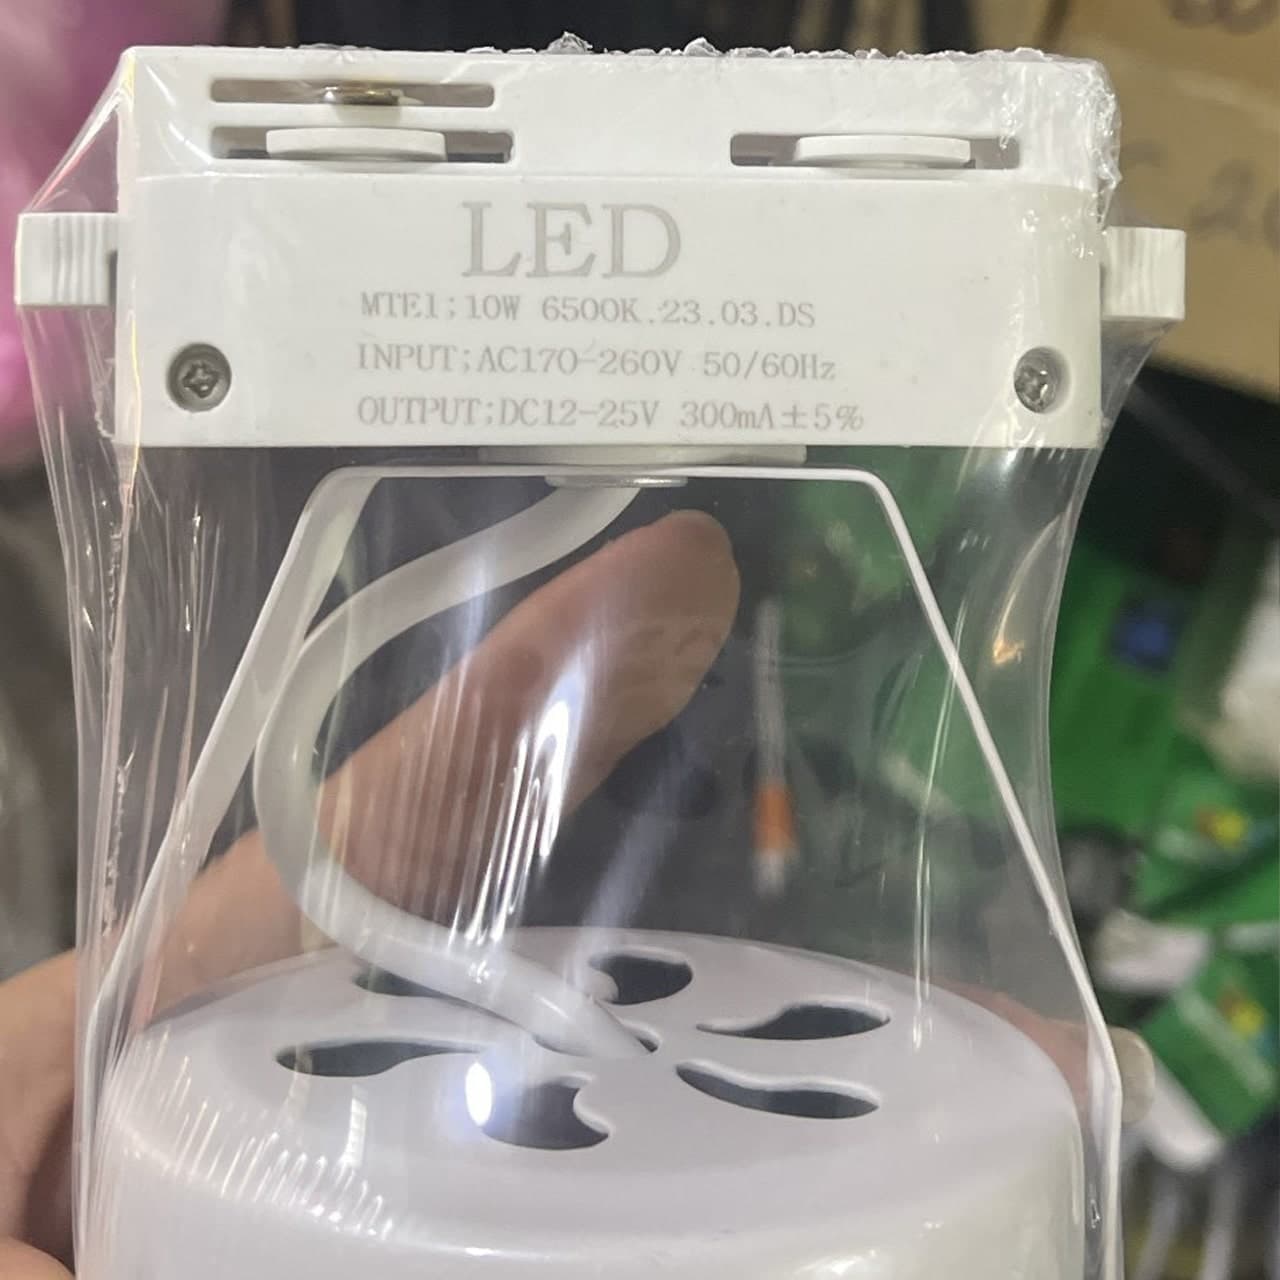 LED
MTE1;10W 6500K.23.03.DS
INPUT;AC170-260V 50/60Hz
OUTPUT;DC12-25V 300mA±5%